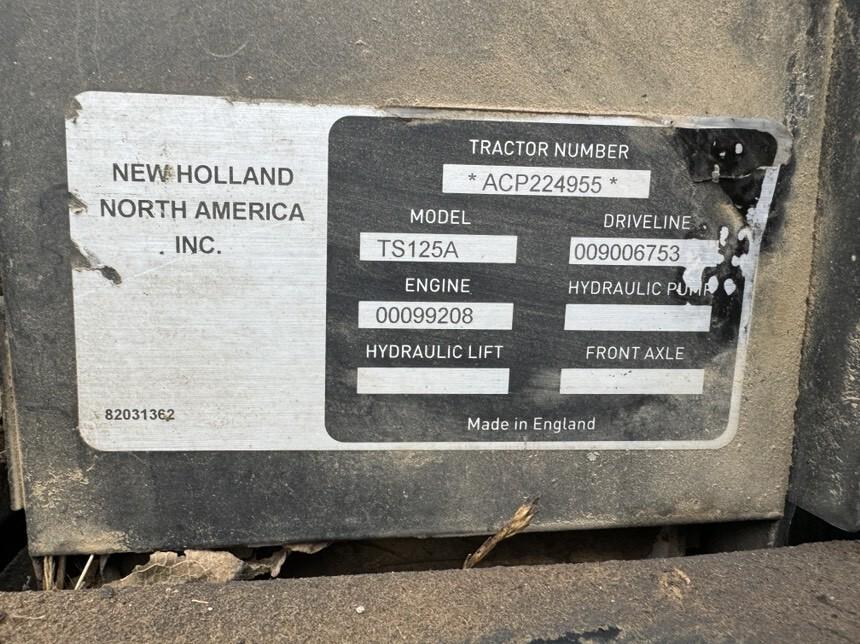 NEW HOLLAND
NORTH AMERICA
INC.
82031362
TRACTOR NUMBER
* ACP224955 *
MODEL
TS125A
DRIVELINE
009006753
ENGINE
00099208
HYDRAULIC PUMP
HYDRAULIC LIFT
FRONT AXLE
Made in England